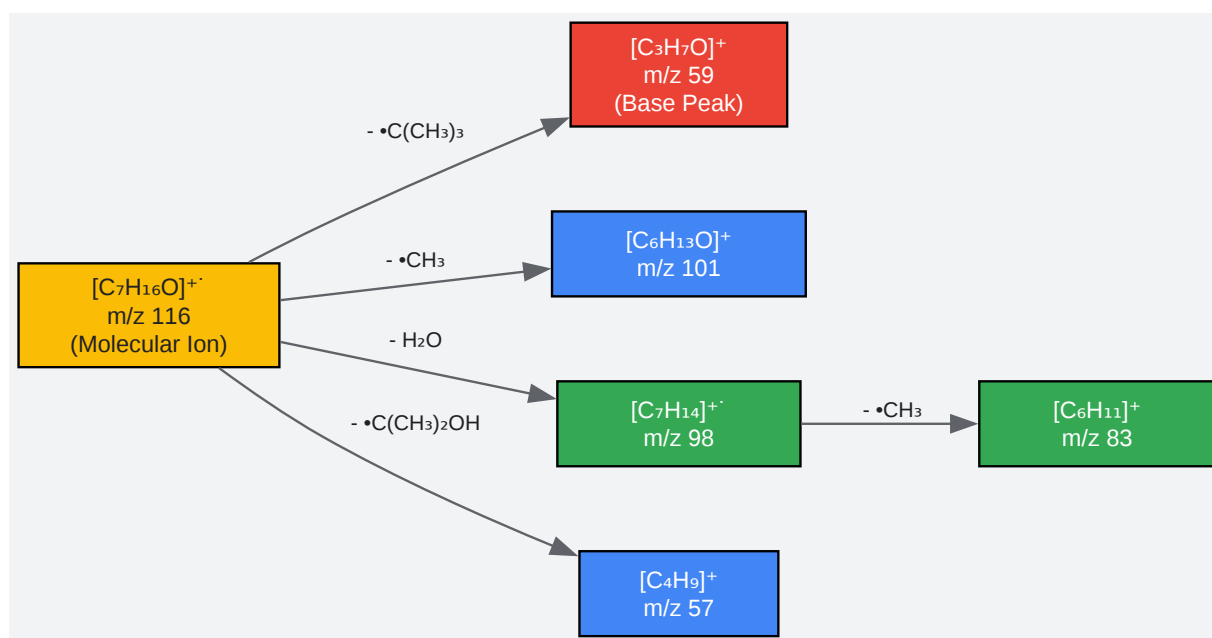 [C₃H₇O]⁺
m/z 59
(Base Peak)
- •C(CH₃)₃
[C₆H₁₃O]⁺
m/z 101
- •CH₃
[C₇H₁₆O]⁺˙
m/z 116
(Molecular Ion)
- H₂O
[C₇H₁₄]⁺˙
m/z 98
- •CH₃
[C₆H₁₁]⁺
m/z 83
- •C(CH₃)₂OH
[C₄H₉]⁺
m/z 57